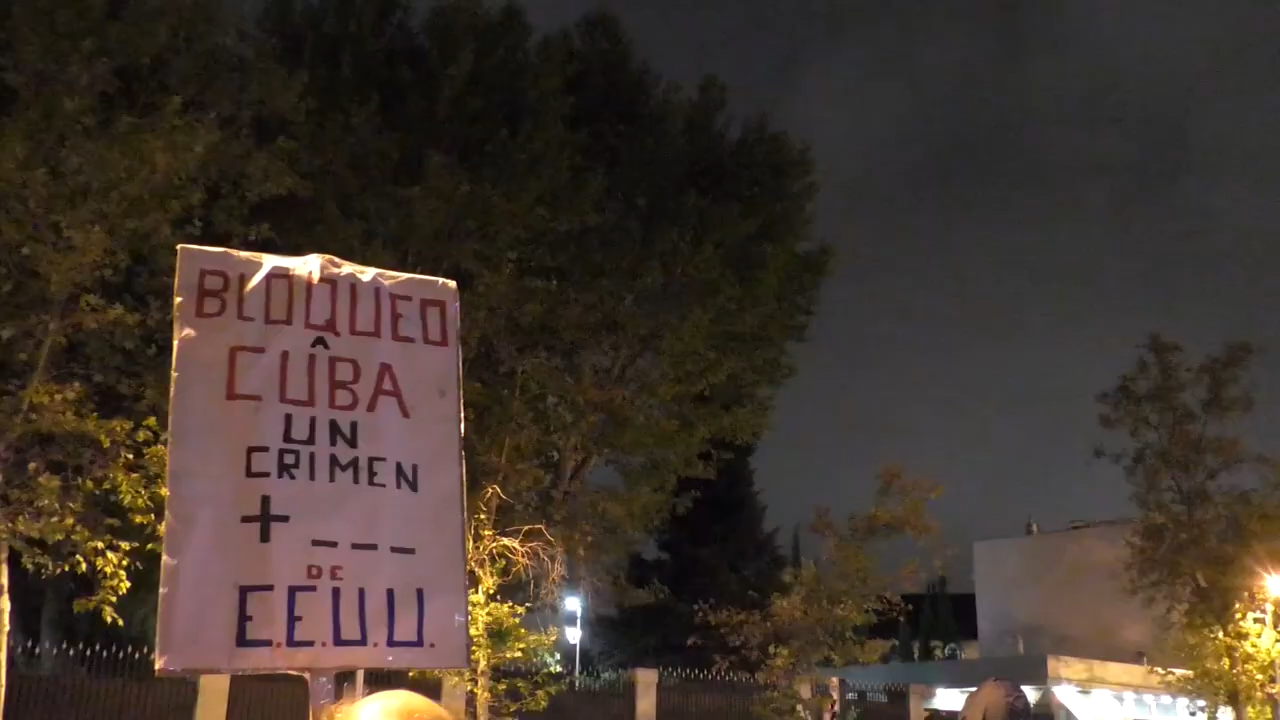 BLOQUEO
A
CUBA
UN
CRIMEN
+ _ _ _
DE
E.E.U.U.